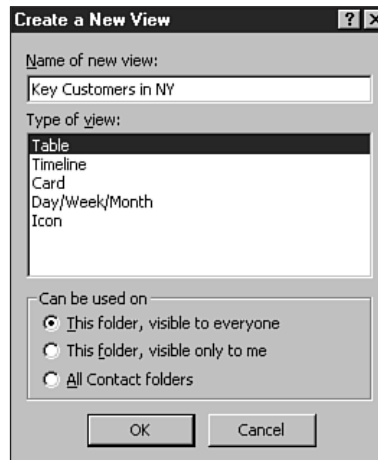 Create a New View
Name of new view:
Key Customers in NY
Type of view:
Table
Timeline
Card
Day/Week/Month
Icon
Can be used on
This folder, visible to everyone
This folder, visible only to me
All Contact folders
OK Cancel